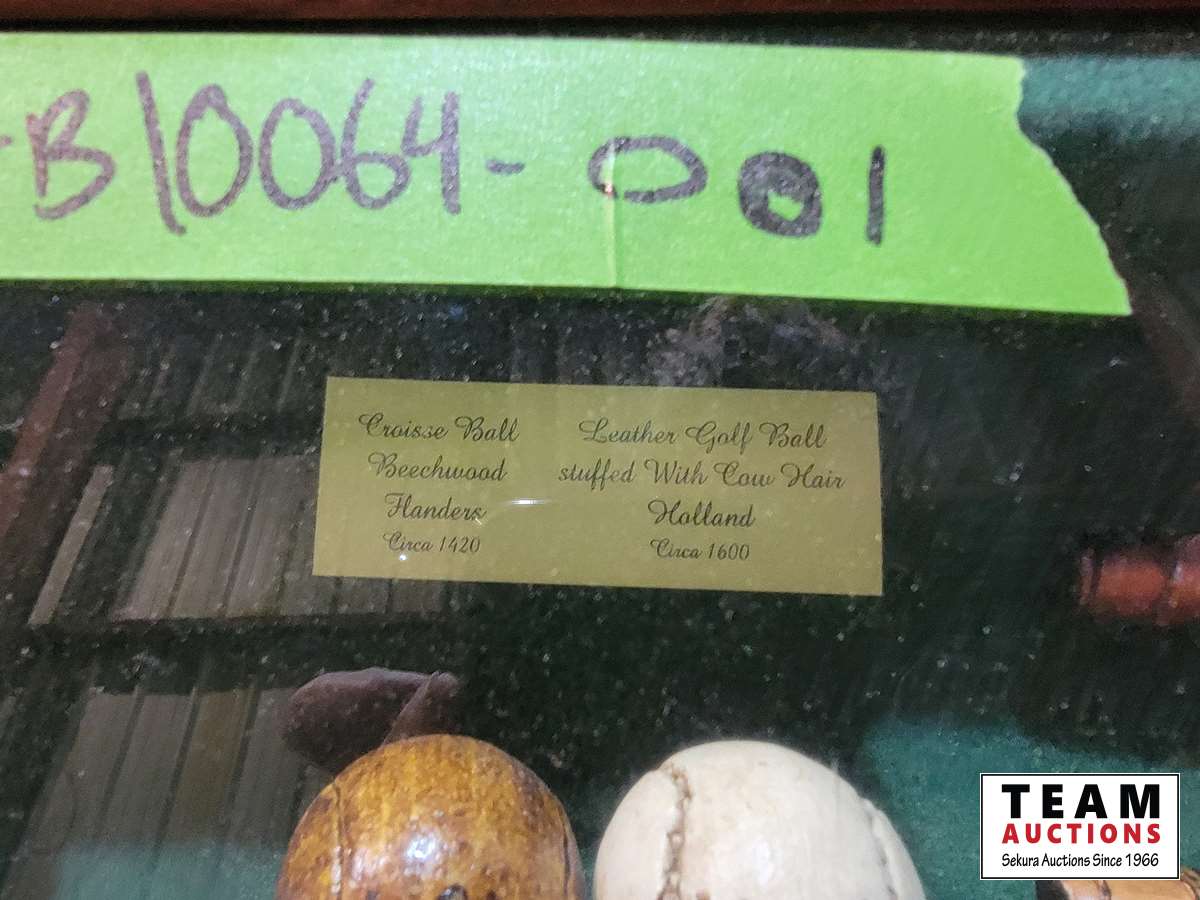 B10064-001
Croisse Ball
Beechwood
Flanders
Circa 1420
Leather Golf Ball
stuffed With Cow Hair
Holland
Circa 1600
TEAM
AUCTIONS
Sekura Auctions Since 1966